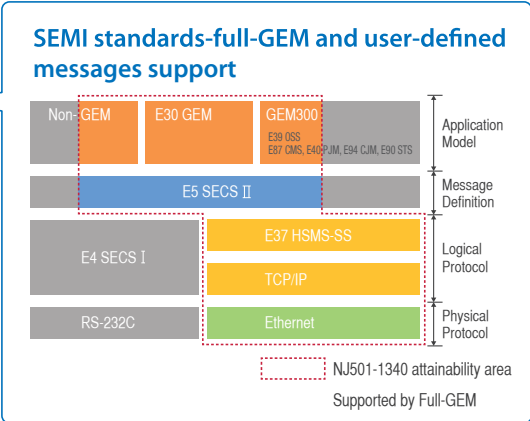 SEMI standards-full-GEM and user-defined
messages support
Non-GEM
E30 GEM
GEM300
E39 OSS
E87 CMS, E40 PJM, E94 CJM, E90 STS
Application
Model
E5 SECS Ⅱ
Message
Definition
E4 SECS Ⅰ
E37 HSMS-SS
TCP/IP
Logical
Protocol
RS-232C
Ethernet
Physical
Protocol
NJ501-1340 attainability area
Supported by Full-GEM